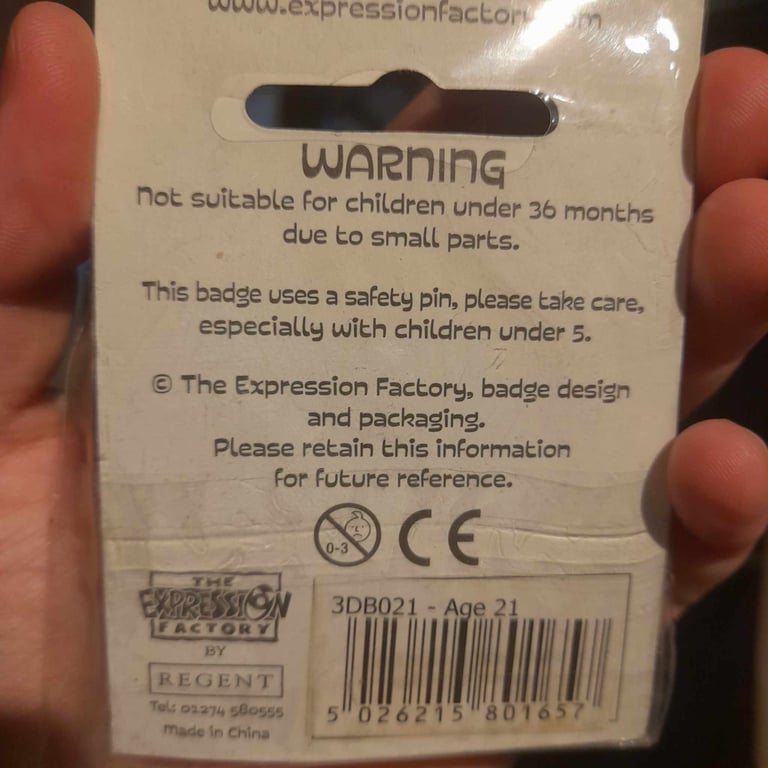 www.expressionfactory.com
WARNING
Not suitable for children under 36 months
due to small parts.
This badge uses a safety pin, please take care,
especially with children under 5.
© The Expression Factory, badge design
and packaging.
Please retain this information
for future reference.
0-3
CE
THE
EXPRESSION
FACTORY
BY
REGENT
Tel: 01274 580555
Made in China
3DB021 - Age 21
5 026215 801657